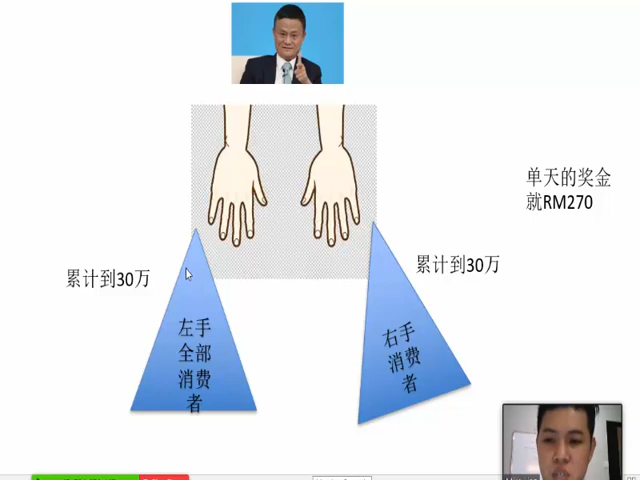 单天的奖金
就RM270
累计到30万
累计到30万
左手
全部
消费
者
右手
消费
者